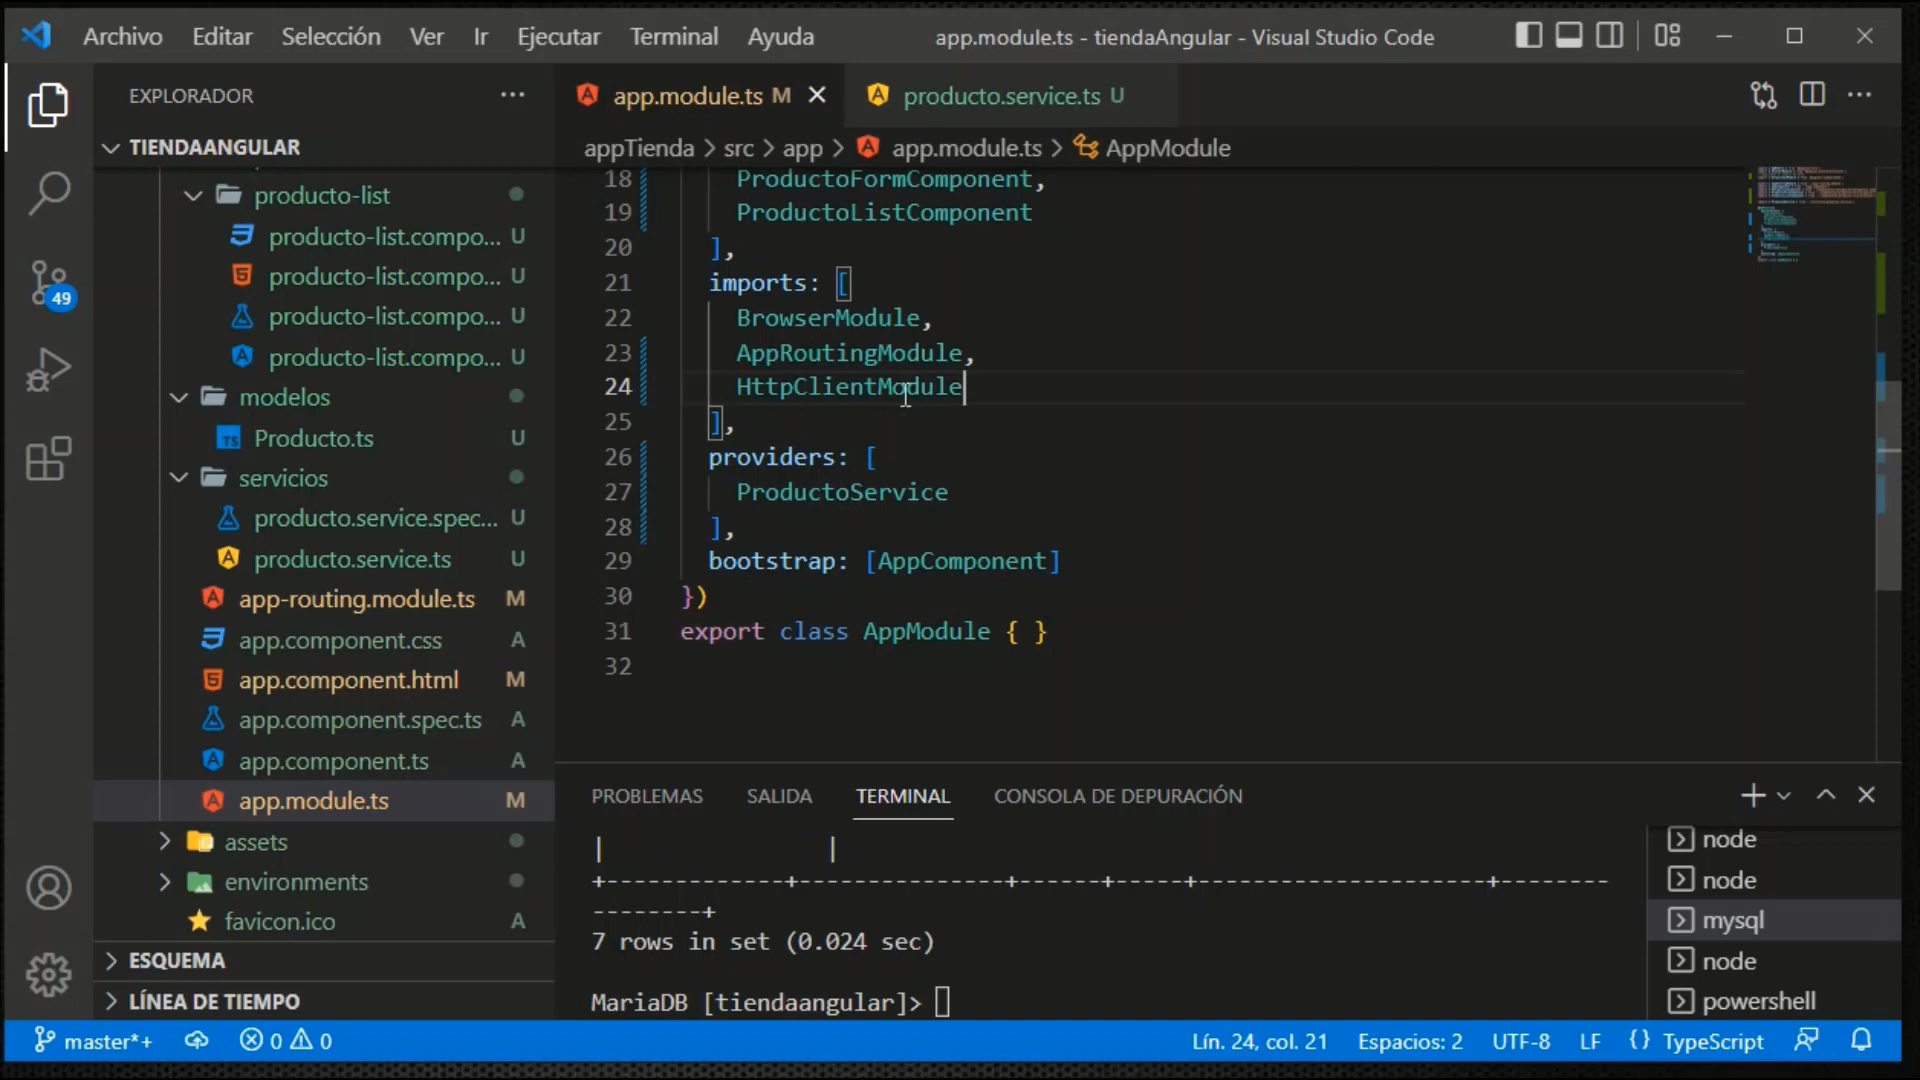 Archivo Editar Selección Ver Ir Ejecutar Terminal Ayuda
app.module.ts - tiendaAngular - Visual Studio Code
49
EXPLORADOR
TIENDAANGULAR
producto-list
producto-list.compo... U
producto-list.compo... U
producto-list.compo... U
producto-list.compo... U
modelos
Producto.ts U
servicios
producto.service.spec... U
producto.service.ts U
app-routing.module.ts M
app.component.css A
app.component.html M
app.component.spec.ts A
app.component.ts A
app.module.ts M
assets
environments
favicon.ico A
ESQUEMA
LÍNEA DE TIEMPO
app.module.ts M
producto.service.ts U
appTienda > src > app > app.module.ts > AppModule
18 ProductoFormComponent,
19 ProductoListComponent
20 ],
21 imports: [
22 BrowserModule,
23 AppRoutingModule,
24 HttpClientModule
25 ],
26 providers: [
27 ProductoService
28 ],
29 bootstrap: [AppComponent]
30 })
31 export class AppModule { }
32
PROBLEMAS SALIDA TERMINAL CONSOLA DE DEPURACIÓN
| |
+-------------+---------------+------+-----+---------------------+--------
--------+
7 rows in set (0.024 sec)
MariaDB [tiendaangular]>
node
node
mysql
node
powershell
master*+ 0 0
Lín. 24, col. 21 Espacios: 2 UTF-8 LF {} TypeScript